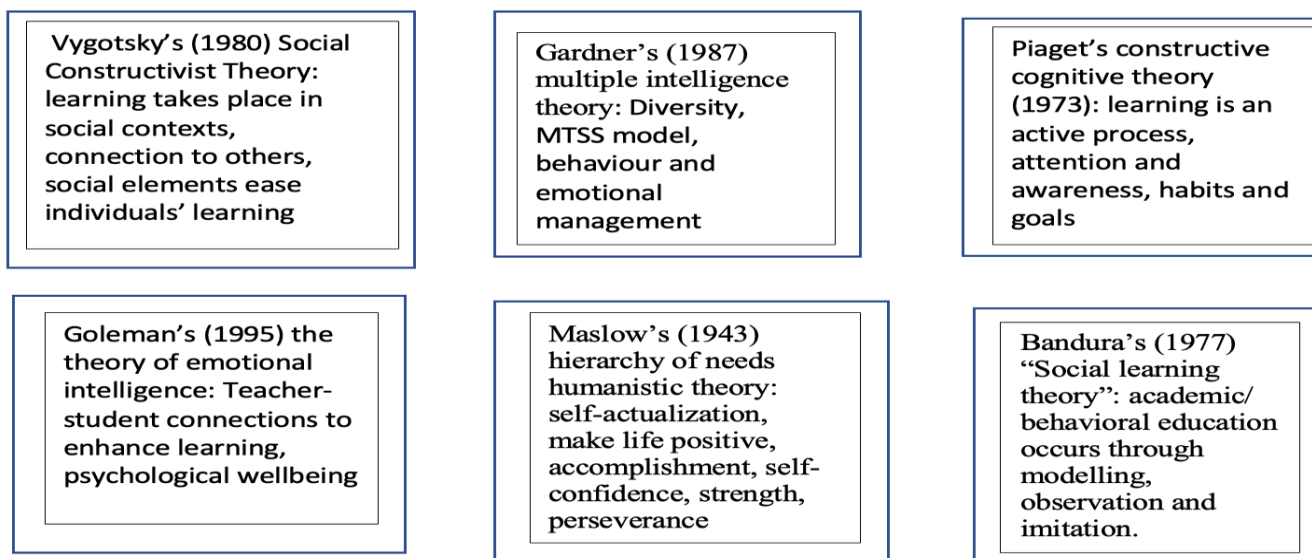 Vygotsky's (1980) Social
Constructivist Theory:
learning takes place in
social contexts,
connection to others,
social elements ease
individuals' learning
Gardner's (1987)
multiple intelligence
theory: Diversity,
MTSS model,
behaviour and
emotional
management
Piaget's constructive
cognitive theory
(1973): learning is an
active process,
attention and
awareness, habits and
goals
Goleman's (1995) the
theory of emotional
intelligence: Teacher-
student connections to
enhance learning,
psychological wellbeing
Maslow's (1943)
hierarchy of needs
humanistic theory:
self-actualization,
make life positive,
accomplishment, self-
confidence, strength,
perseverance
Bandura's (1977)
“Social learning
theory”: academic/
behavioral education
occurs through
modelling,
observation and
imitation.